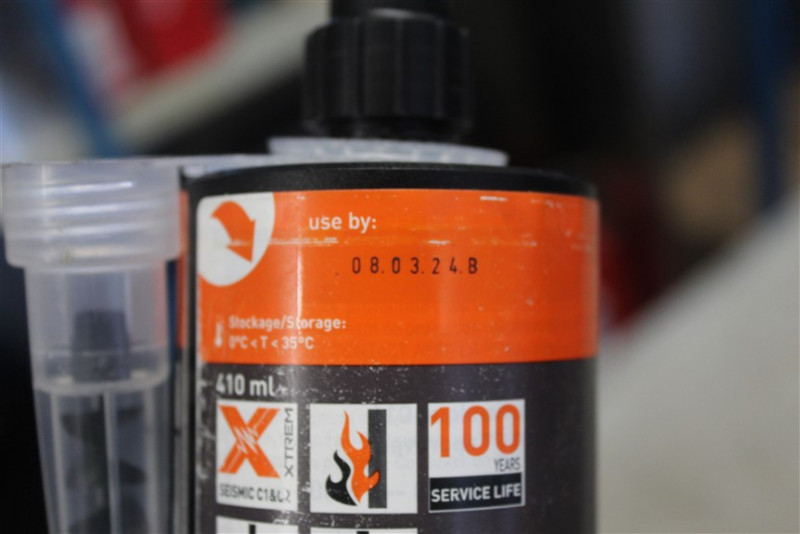 use by:
08.03.24.B
Stockage/Storage:
0°C < T < 35°C
410 ml
X
XTREM
SEISMIC C1&C2
100
YEARS
SERVICE LIFE